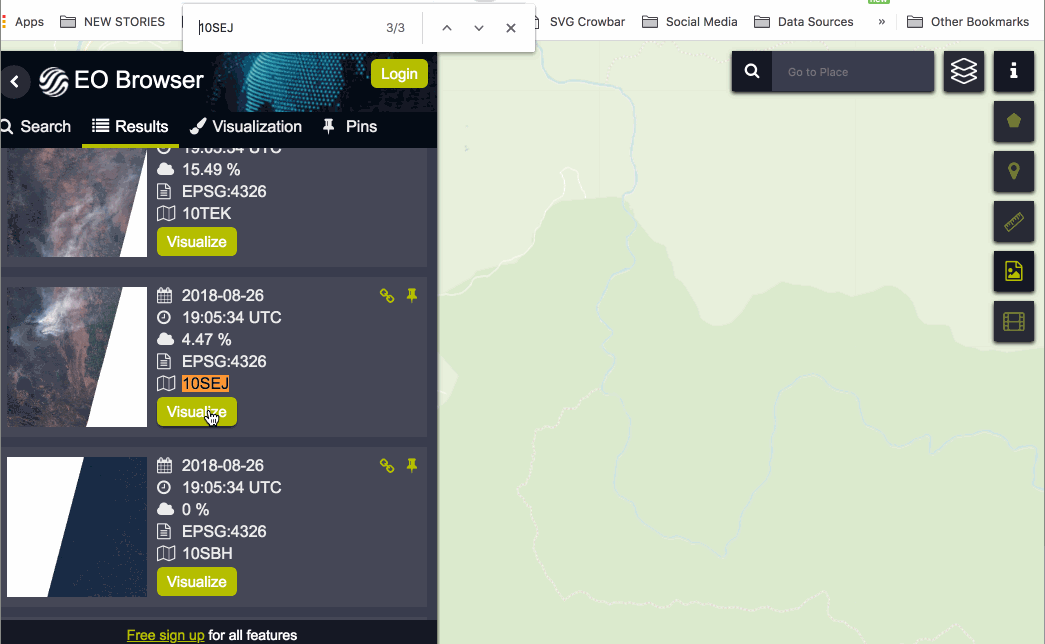 Apps NEW STORIES SVG Crowbar Social Media Data Sources » Other Bookmarks
new
10SEJ 3/3
EO Browser
Login
Go to Place
Search Results Visualization Pins
19:05:34 UTC
15.49 %
EPSG:4326
10TEK
Visualize
2018-08-26
19:05:34 UTC
4.47 %
EPSG:4326
10SEJ
Visualize
2018-08-26
19:05:34 UTC
0 %
EPSG:4326
10SBH
Visualize
Free sign up for all features